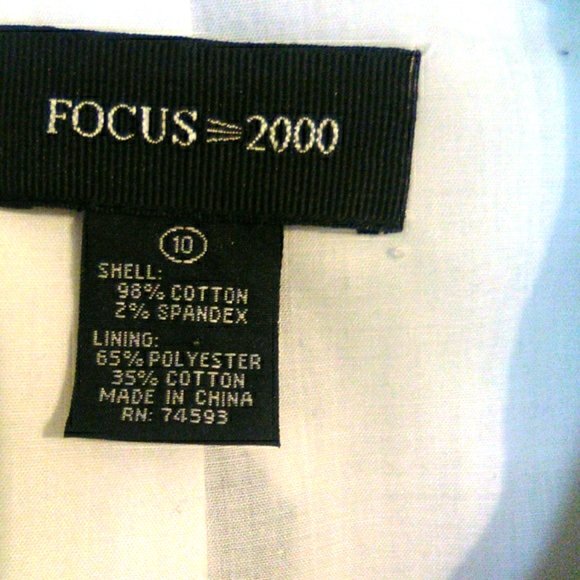 FOCUS 2000
10
SHELL:
98% COTTON
2% SPANDEX
LINING:
65% POLYESTER
35% COTTON
MADE IN CHINA
RN: 74593